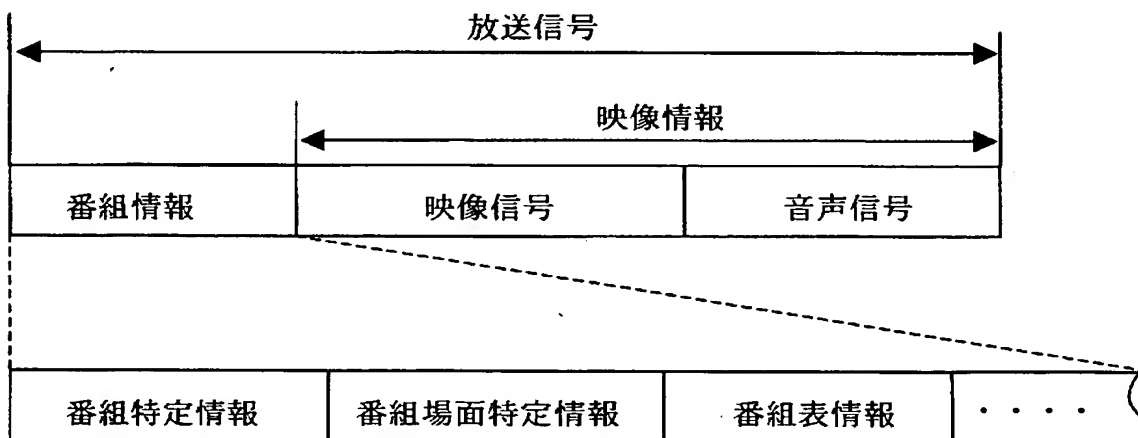 放送信号
映像情報
番組情報 映像信号 音声信号
番組特定情報 番組場面特定情報 番組表情報 ・・・・